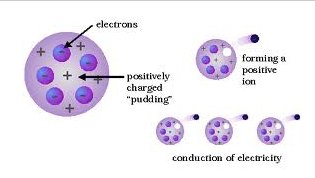 electrons
positively
charged
"pudding"
forming a
positive
ion
conduction of electricity